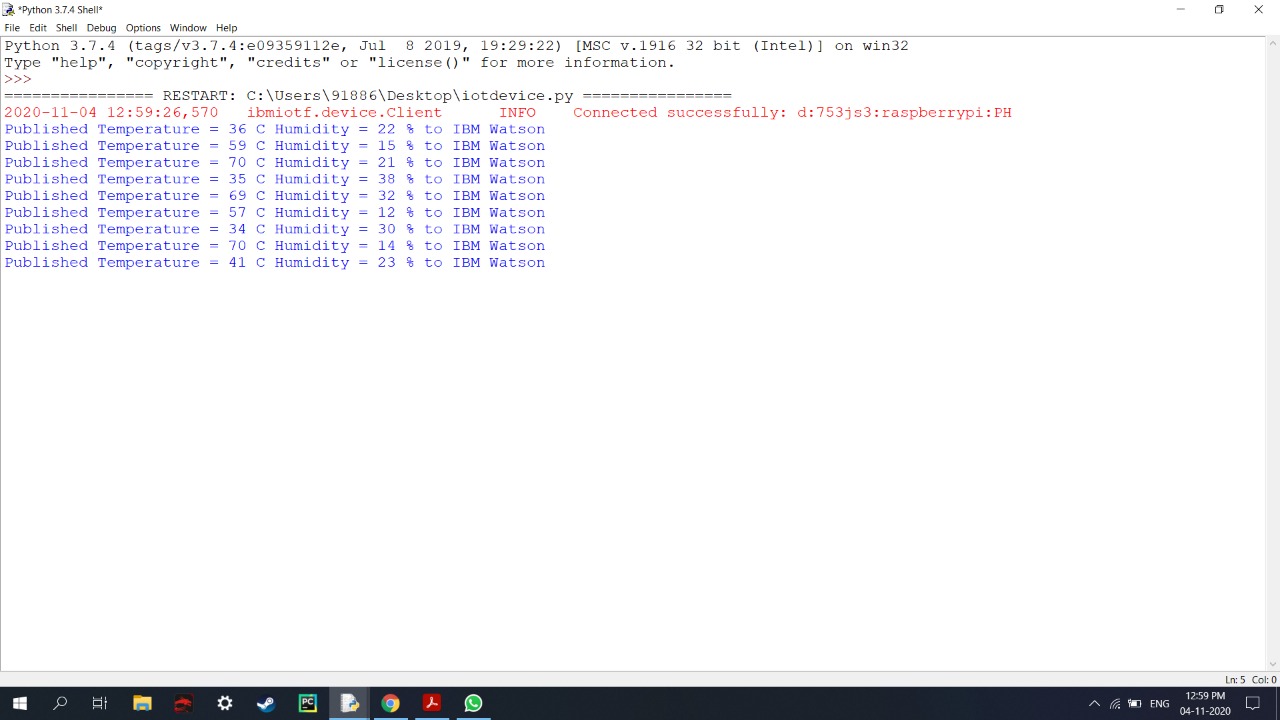 *Python 3.7.4 Shell*
File Edit Shell Debug Options Window Help
Python 3.7.4 (tags/v3.7.4:e09359112e, Jul  8 2019, 19:29:22) [MSC v.1916 32 bit (Intel)] on win32
Type "help", "copyright", "credits" or "license()" for more information.
>>>
================ RESTART: C:\Users\91886\Desktop\iotdevice.py ================
2020-11-04 12:59:26,570   ibmiotf.device.Client      INFO    Connected successfully: d:753js3:raspberrypi:PH
Published Temperature = 36 C Humidity = 22 % to IBM Watson
Published Temperature = 59 C Humidity = 15 % to IBM Watson
Published Temperature = 70 C Humidity = 21 % to IBM Watson
Published Temperature = 35 C Humidity = 38 % to IBM Watson
Published Temperature = 69 C Humidity = 32 % to IBM Watson
Published Temperature = 57 C Humidity = 12 % to IBM Watson
Published Temperature = 34 C Humidity = 30 % to IBM Watson
Published Temperature = 70 C Humidity = 14 % to IBM Watson
Published Temperature = 41 C Humidity = 23 % to IBM Watson
Ln: 5 Col: 0
PC
ENG
12:59 PM
04-11-2020